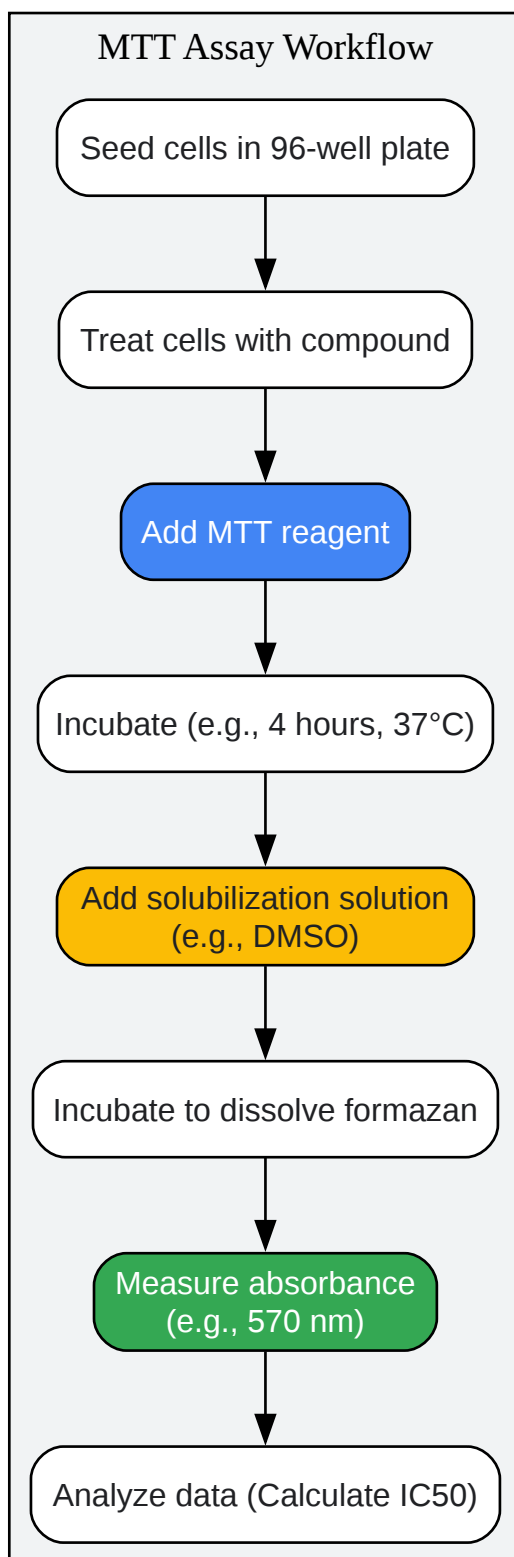 MTT Assay Workflow
Seed cells in 96-well plate
Treat cells with compound
Add MTT reagent
Incubate (e.g., 4 hours, 37°C)
Add solubilization solution
(e.g., DMSO)
Incubate to dissolve formazan
Measure absorbance
(e.g., 570 nm)
Analyze data (Calculate IC50)